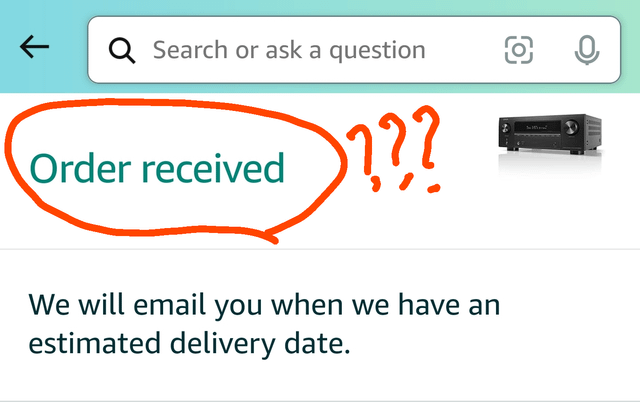 Search or ask a question
Order received ???
We will email you when we have an
estimated delivery date.